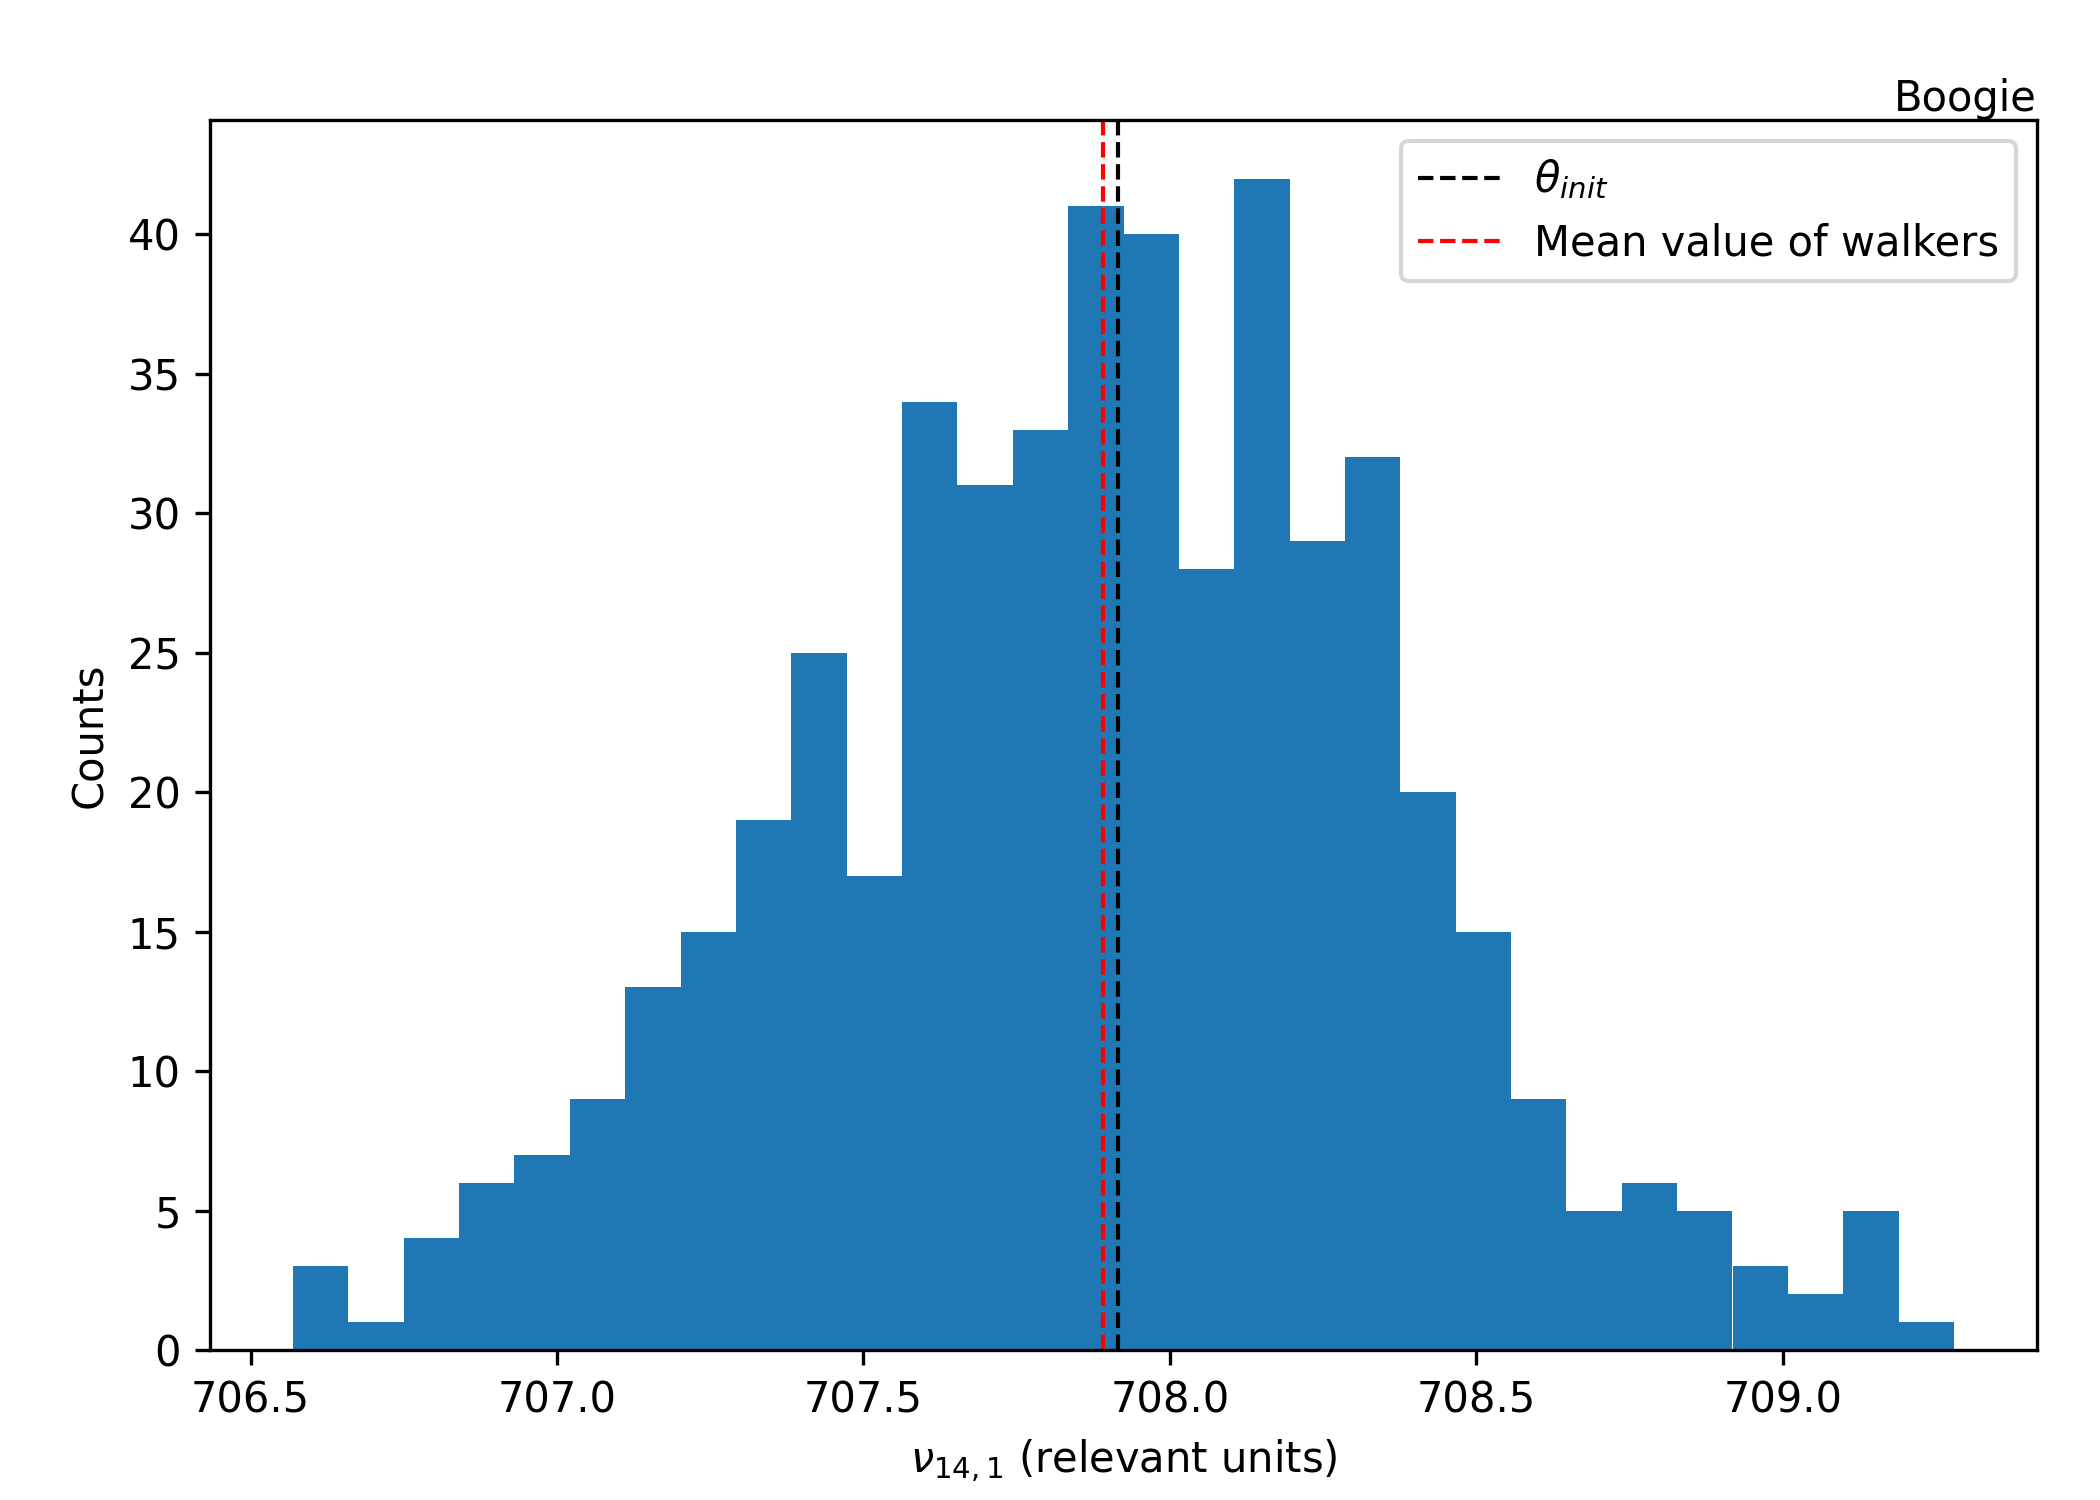 Boogie
θinit
Mean value of walkers
Counts
40
35
30
25
20
15
10
5
0
706.5 707.0 707.5 708.0 708.5 709.0
ν14, 1 (relevant units)